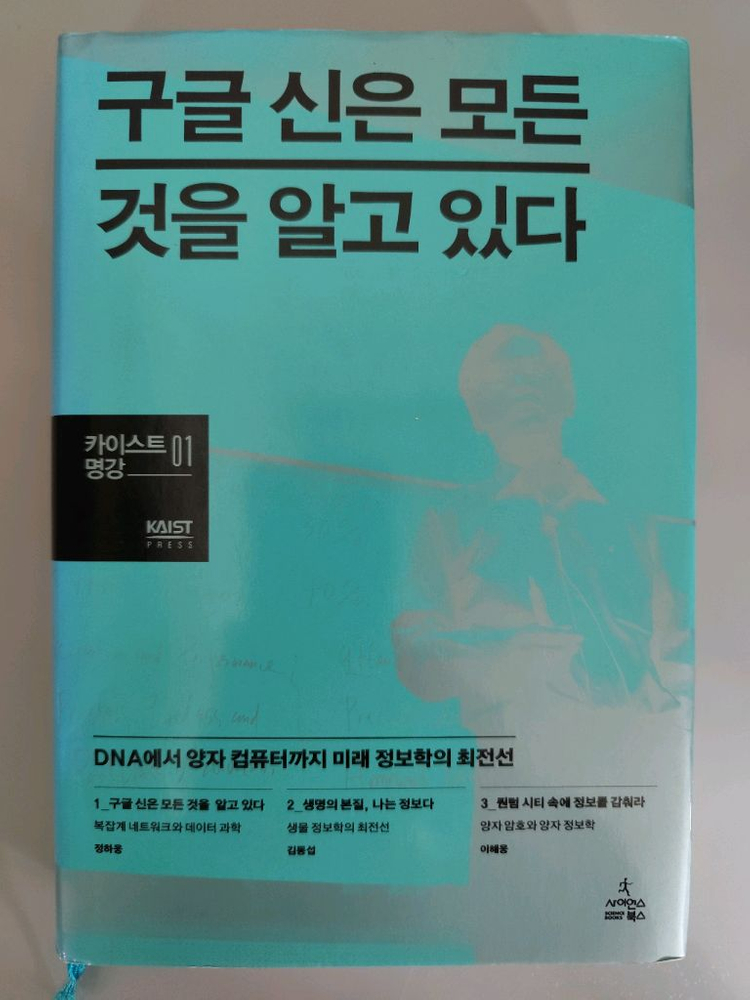 구글 신은 모든
것을 알고 있다
카이스트 01
명강
KAIST
PRESS
DNA에서 양자 컴퓨터까지 미래 정보학의 최전선
1_구글 신은 모든 것을 알고 있다
복잡계 네트워크와 데이터 과학
정하웅
2_생명의 본질, 나는 정보다
생물 정보학의 최전선
김동섭
3_퀀텀 시티 속에 정보를 감춰라
양자 암호와 양자 정보학
이해웅
사이언스
SCIENCE
BOOKS
북스